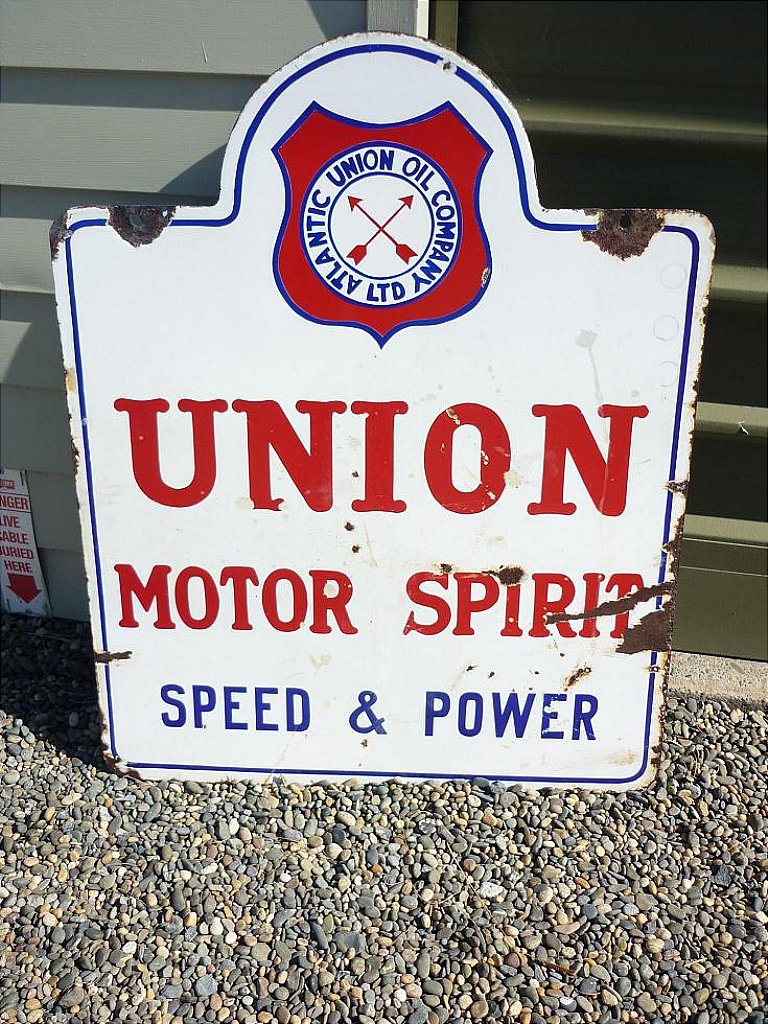 ATLANTIC UNION OIL COMPANY LTD
UNION
MOTOR SPIRIT
SPEED & POWER
NGER
LIVE
CABLE
BURIED
HERE